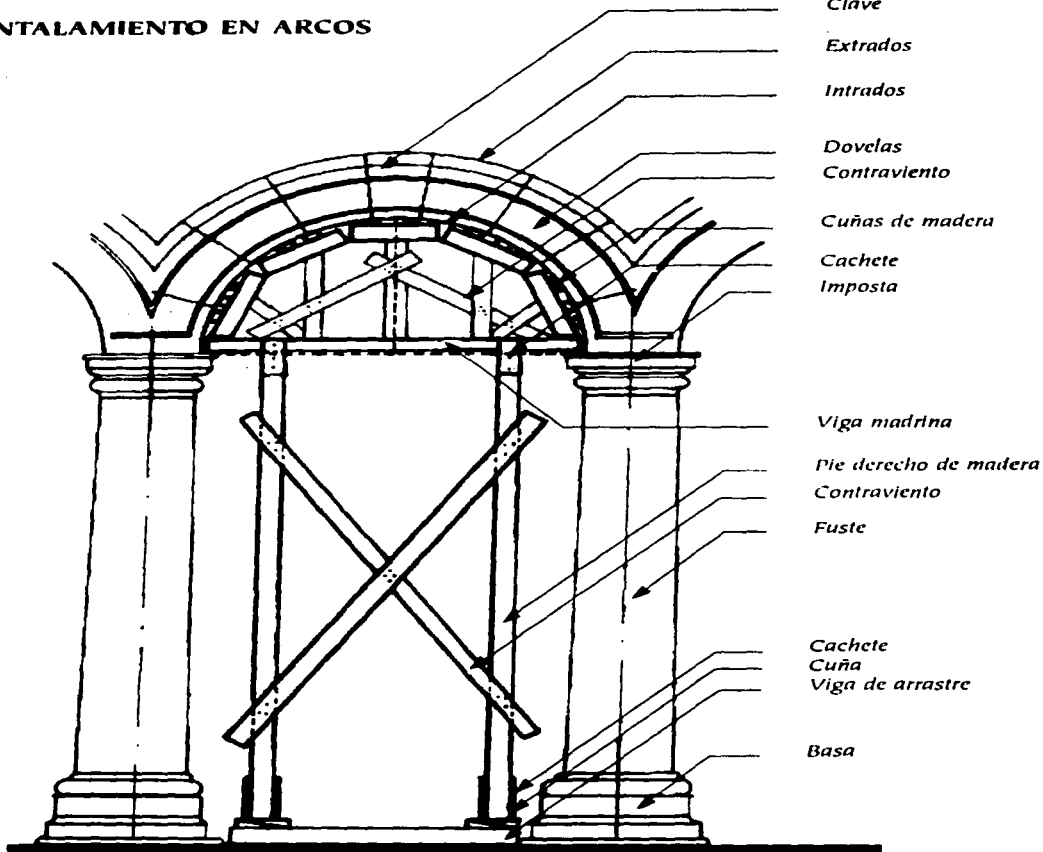 NTALAMIENTO EN ARCOS
Clave
Extrados
Intrados
Dovelas
Contraviento
Cuñas de madera
Cachete
Imposta
Viga madrina
Pie derecho de madera
Contraviento
Fuste
Cachete
Cuña
Viga de arrastre
Basa